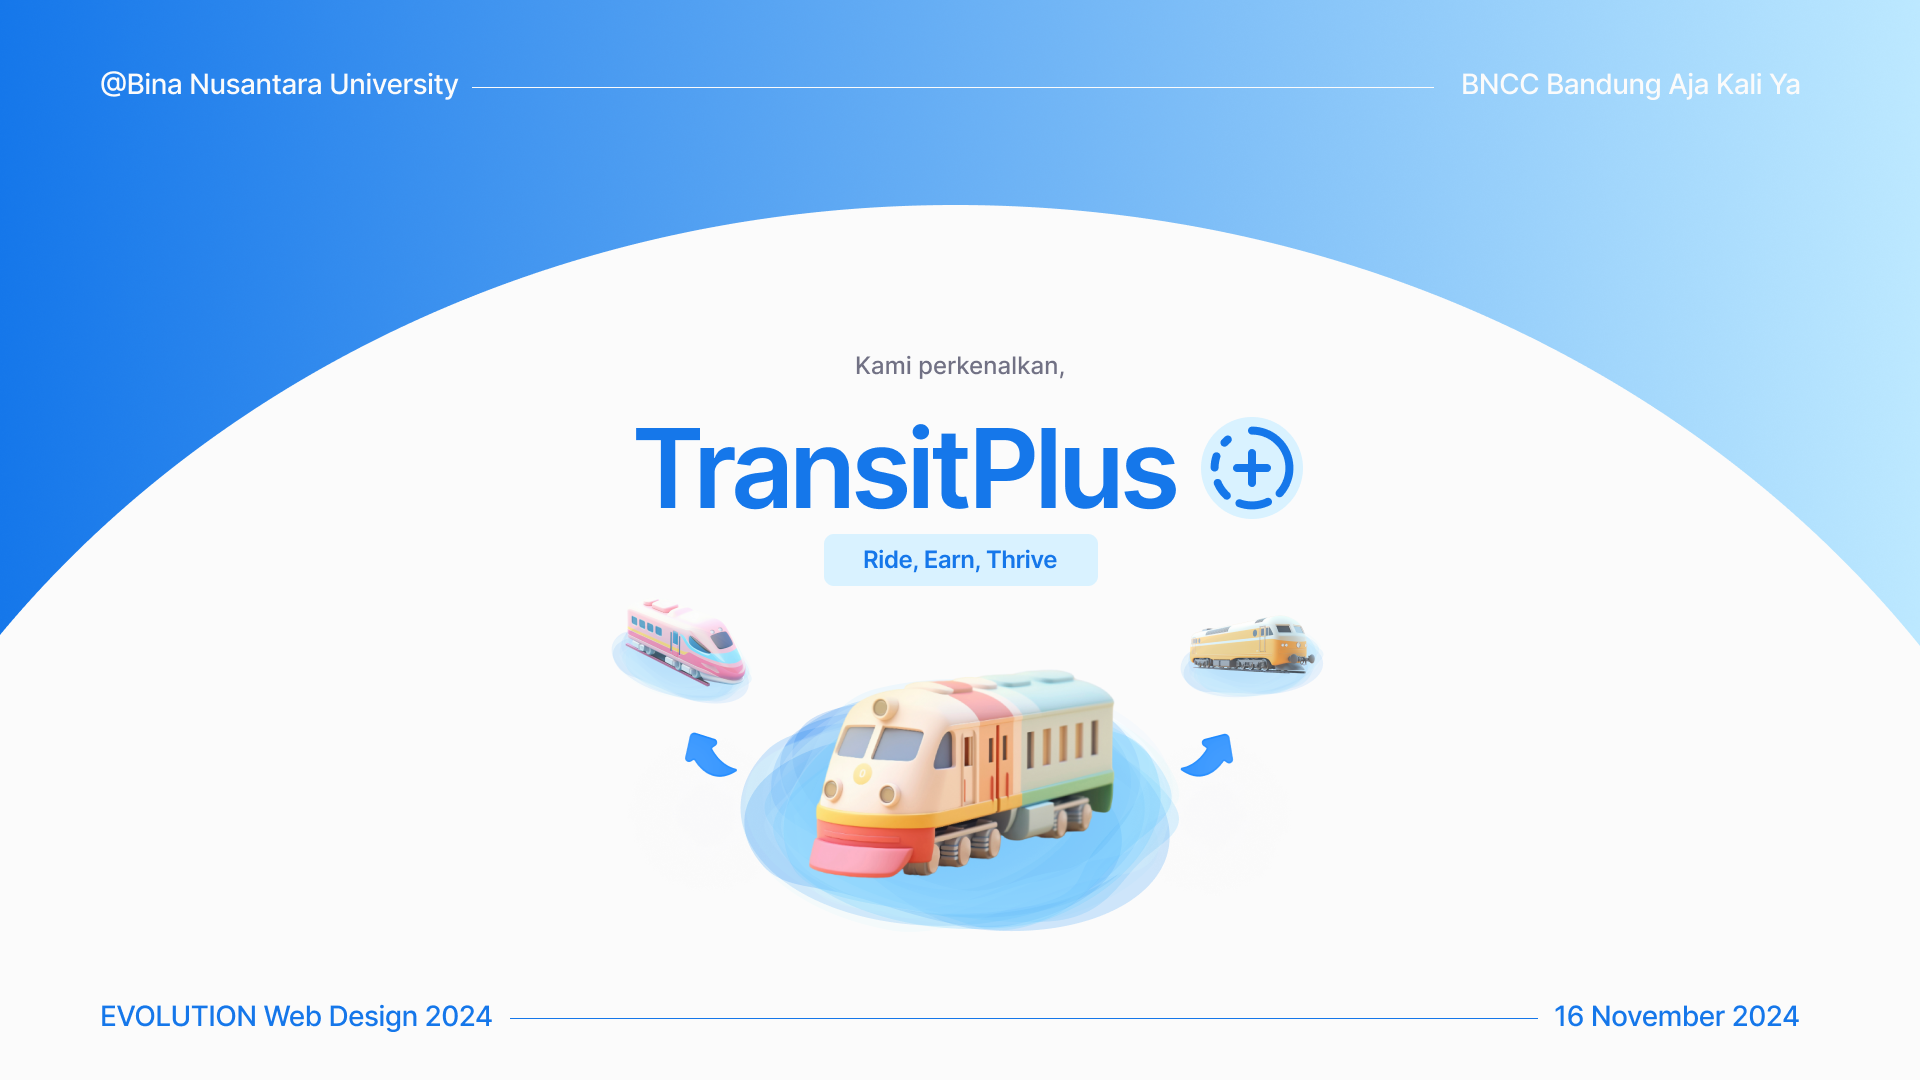 @Bina Nusantara University
BNCC Bandung Aja Kali Ya
Kami perkenalkan,
TransitPlus
Ride, Earn, Thrive
EVOLUTION Web Design 2024
16 November 2024